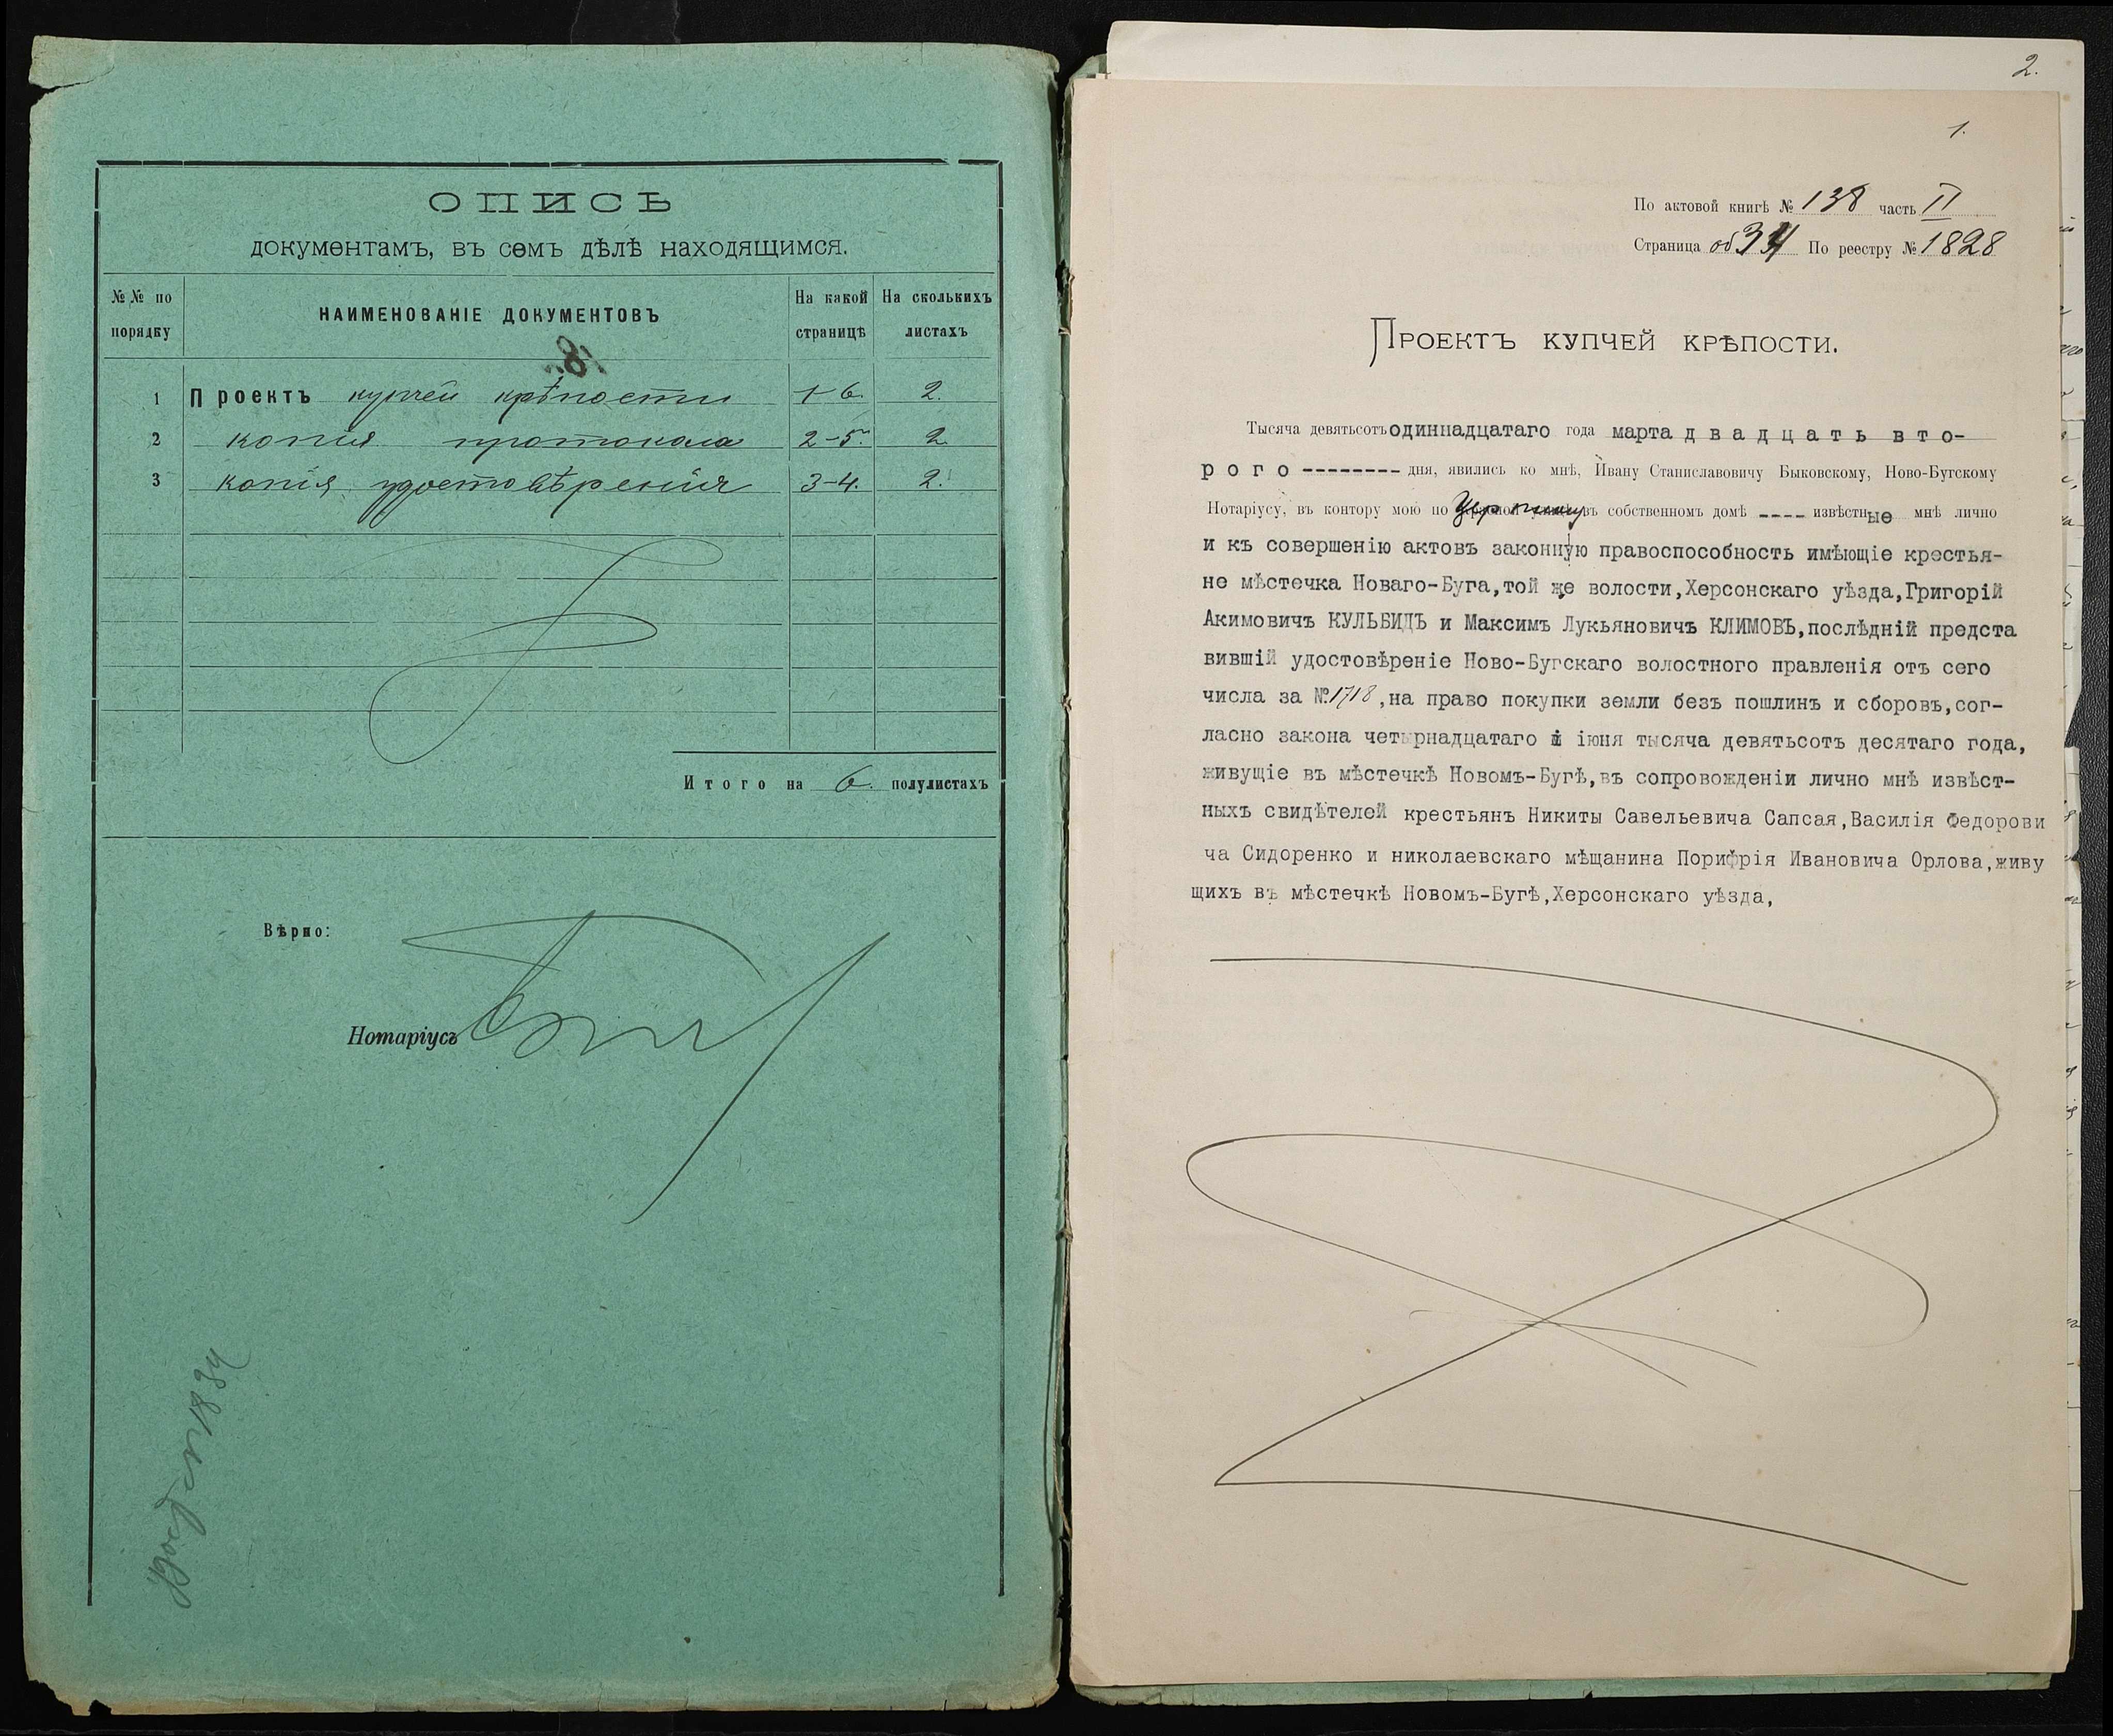 ОПИСЬ
документамъ, въ семъ дѣлѣ находящимся.
№№ по порядку
НАИМЕНОВАНІЕ ДОКУМЕНТОВЪ
На какой страницѣ
На сколькихъ листахъ
1 Проектъ купчей крѣпости 1-6. 2.
2 копия протокола 2-5. 2.
3 копія удостовѣренія 3-4. 2.
Итого на 6. полулистахъ
Вѣрно:
Нотаріусъ
2.
1.
По актовой книгѣ № 138 часть II
Страница об 34 По реестру № 1828
Проектъ купчей крѣпости.
Тысяча девятьсотъ одиннадцатаго года марта двадцать вто-
рого -------- дня, явились ко мнѣ, Ивану Станиславовичу Быковскому, Ново-Бугскому
Нотаріусу, въ контору мою по въ собственномъ домѣ ---- извѣстные мнѣ лично
и къ совершенію актовъ законную правоспособность имѣющіе крестья-
не мѣстечка Новаго-Буга,той же волости,Херсонскаго уѣзда,Григорій
Акимовичъ КУЛЬБИДЪ и Максимъ Лукьяновичъ КЛИМОВЪ,послѣдній предста
вившій удостовѣреніе Ново-Бугскаго волостного правленія отъ сего
числа за №.1718,на право покупки земли безъ пошлинъ и сборовъ,сог-
ласно закона четырнадцатаго іюня тысяча девятьсотъ десятаго года,
живущіе въ мѣстечкѣ Новомъ-Бугѣ,въ сопровожденіи лично мнѣ извѣст-
ныхъ свидѣтелей крестьянъ Никиты Савельевича Сапсая,Василія Федорови
ча Сидоренко и николаевскаго мѣщанина Порифрія Ивановича Орлова,живу
щихъ въ мѣстечкѣ Новомъ-Бугѣ,Херсонскаго уѣзда,